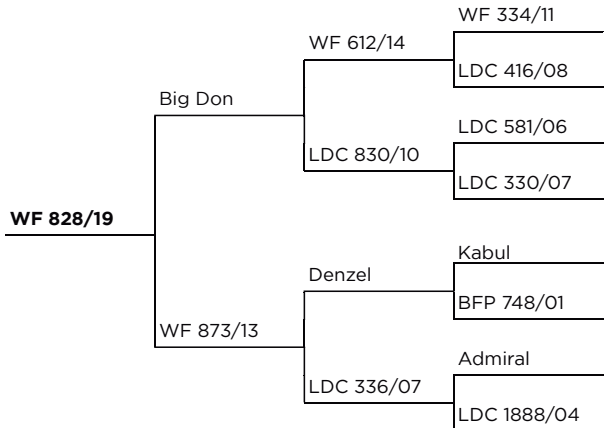 WF 334/11
WF 612/14
LDC 416/08
Big Don
LDC 581/06
LDC 830/10
LDC 330/07
WF 828/19
Kabul
Denzel
BFP 748/01
WF 873/13
Admiral
LDC 336/07
LDC 1888/04